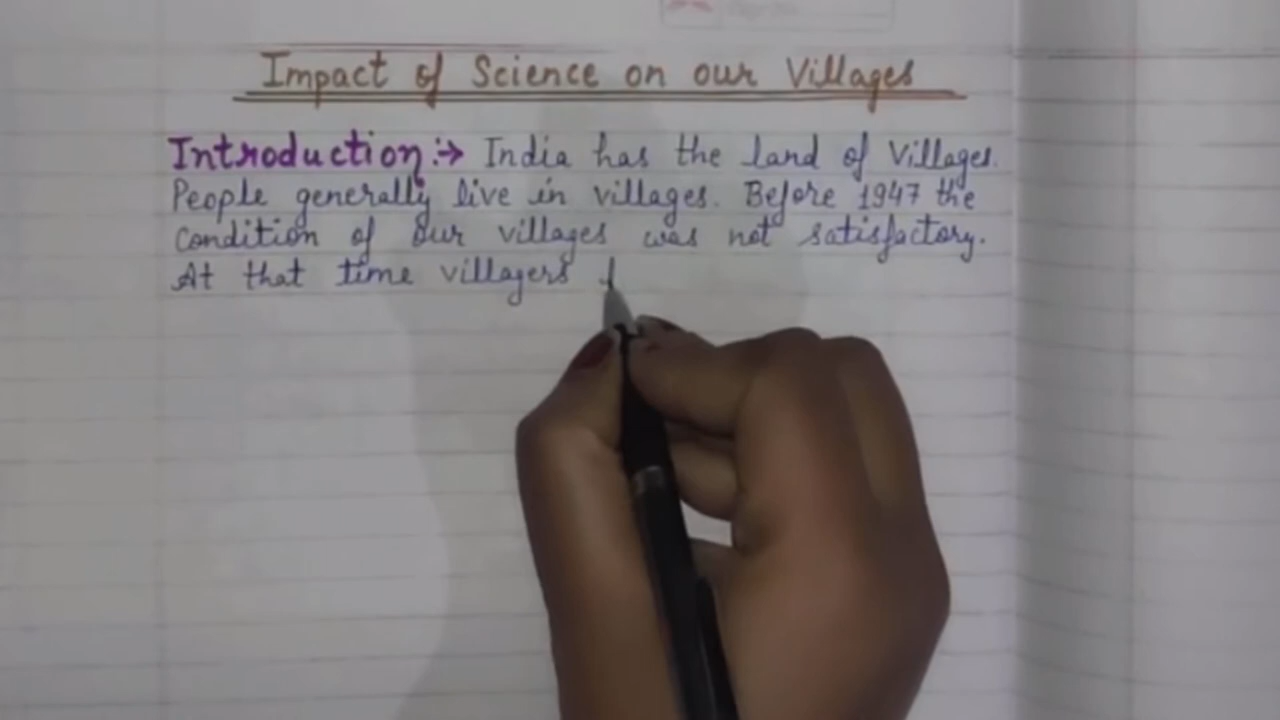 Impact of Science on our Villages
Introduction:→ India has the land of Villages.
People generally live in villages. Before 1947 the
Condition of our villages was not satisfactory.
At that time villagers